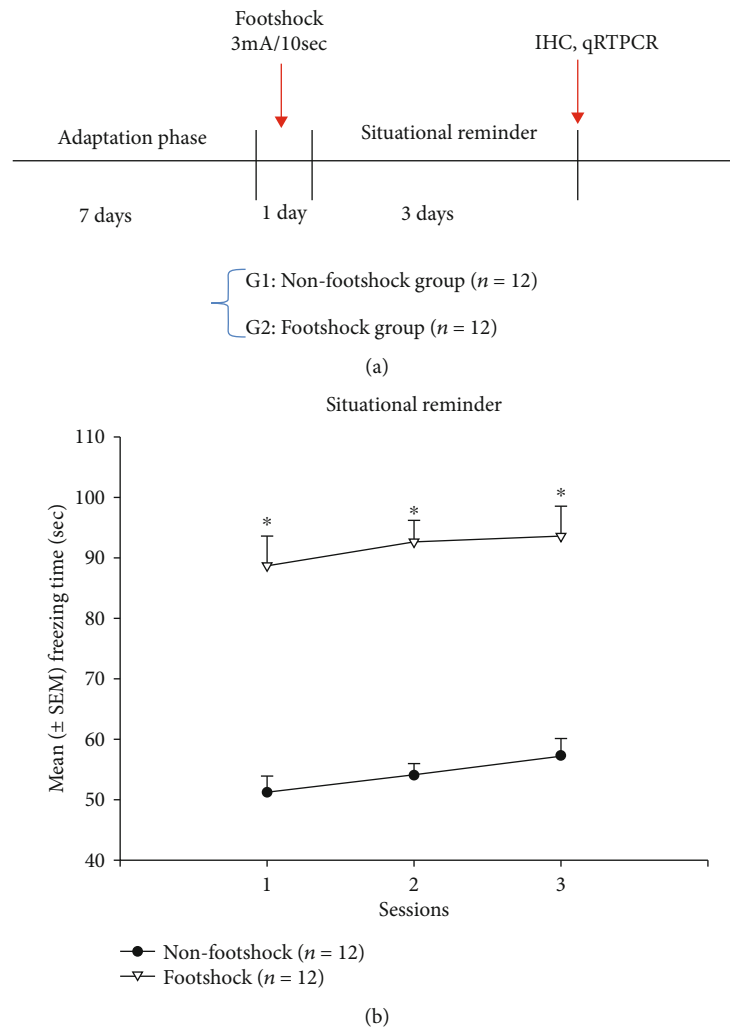 Footshock
3mA/10sec
IHC, qRTPCR
Adaptation phase
Situational reminder
7 days
1 day
3 days
G1: Non-footshock group (n = 12)
G2: Footshock group (n = 12)
(a)
Situational reminder
Mean (± SEM) freezing time (sec)
110
100
90
80
70
60
50
40
*
*
*
1
2
3
Sessions
Non-footshock (n = 12)
Footshock (n = 12)
(b)